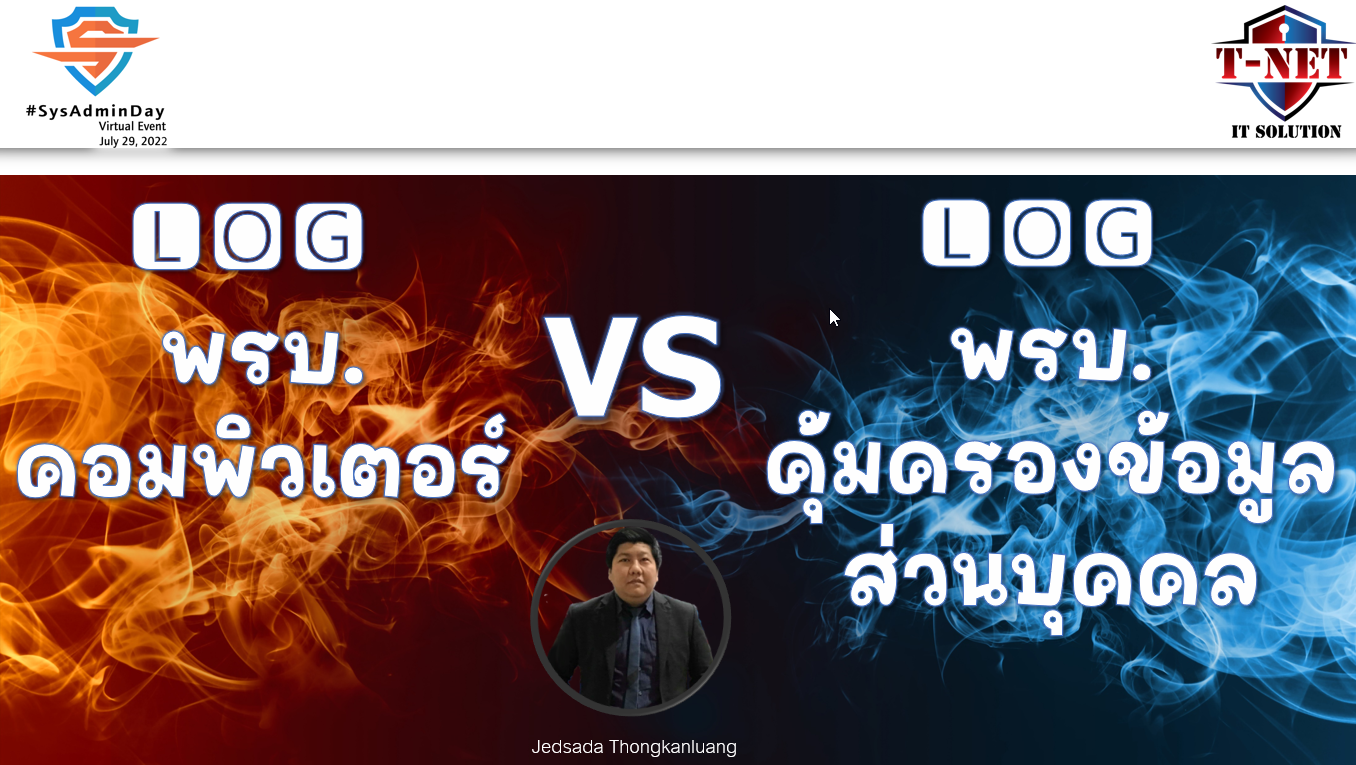 #SysAdminDay
Virtual Event
July 29, 2022
T-NET
IT SOLUTION
LOG
พรบ.
คอมพิวเตอร์
VS
LOG
พรบ.
คุ้มครองข้อมูล
ส่วนบุคคล
Jedsada Thongkanluang